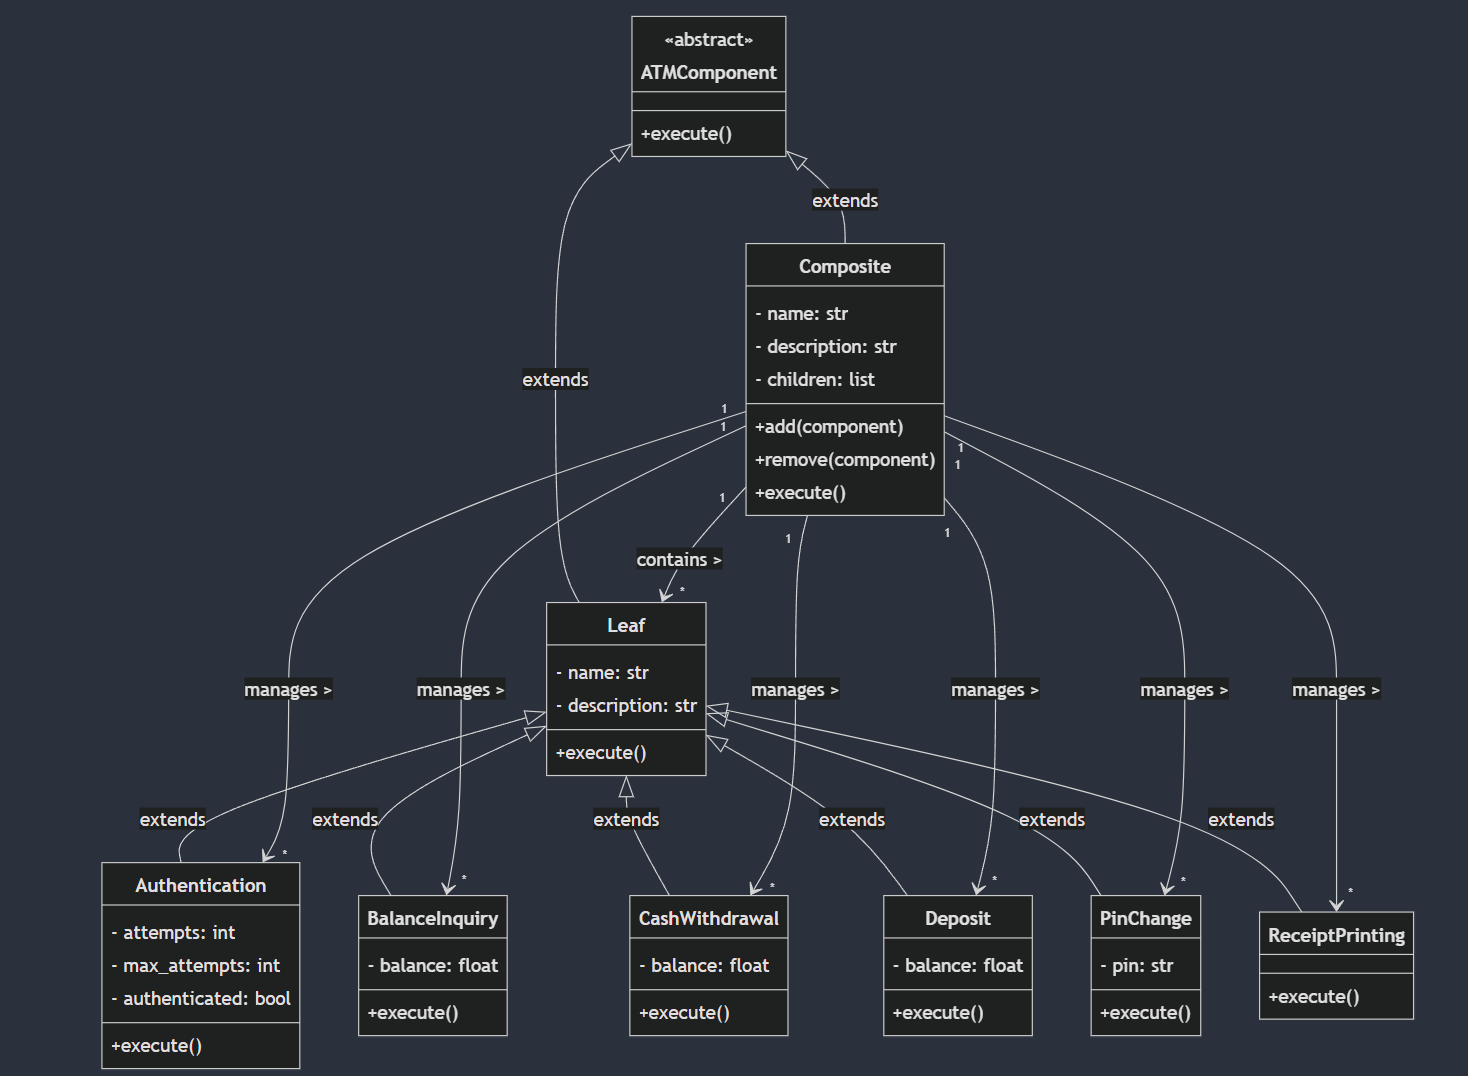 «abstract»
ATMComponent
+execute()
extends
Composite
- name: str
- description: str
- children: list
+add(component)
+remove(component)
+execute()
extends
1
1
1
1
1
1
1
contains >
*
Leaf
- name: str
- description: str
+execute()
manages >
manages >
manages >
manages >
manages >
manages >
extends
extends
extends
extends
extends
extends
*
*
*
*
*
*
Authentication
- attempts: int
- max_attempts: int
- authenticated: bool
+execute()
BalanceInquiry
- balance: float
+execute()
CashWithdrawal
- balance: float
+execute()
Deposit
- balance: float
+execute()
PinChange
- pin: str
+execute()
ReceiptPrinting
+execute()